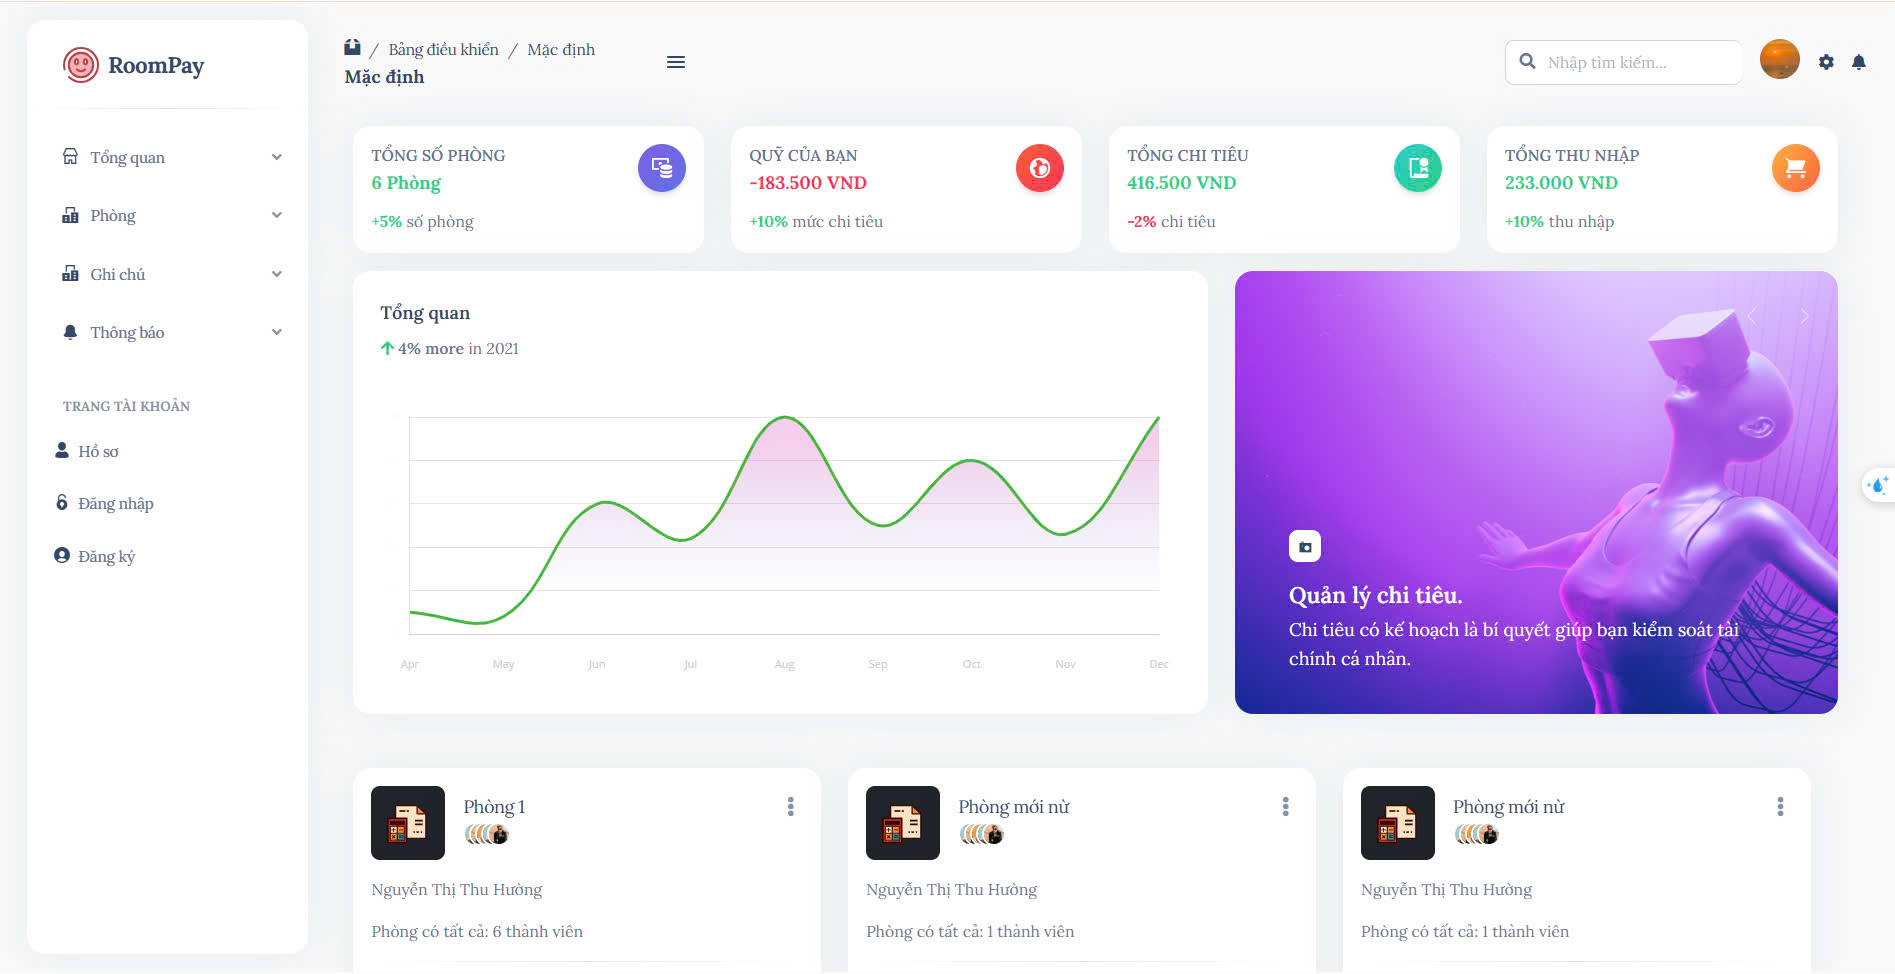 RoomPay
Tổng quan
Phòng
Ghi chú
Thông báo
TRANG TÀI KHOẢN
Hồ sơ
Đăng nhập
Đăng ký
/ Bảng điều khiển / Mặc định
Mặc định
Nhập tìm kiếm...
TỔNG SỐ PHÒNG
6 Phòng
+5% số phòng
QUỸ CỦA BẠN
-183.500 VND
+10% mức chi tiêu
TỔNG CHI TIÊU
416.500 VND
-2% chi tiêu
TỔNG THU NHẬP
233.000 VND
+10% thu nhập
Tổng quan
4% more in 2021
Apr May Jun Jul Aug Sep Oct Nov Dec
Quản lý chi tiêu.
Chi tiêu có kế hoạch là bí quyết giúp bạn kiểm soát tài
chính cá nhân.
Phòng 1
Nguyễn Thị Thu Hường
Phòng có tất cả: 6 thành viên
Phòng mới nừ
Nguyễn Thị Thu Hường
Phòng có tất cả: 1 thành viên
Phòng mới nừ
Nguyễn Thị Thu Hường
Phòng có tất cả: 1 thành viên